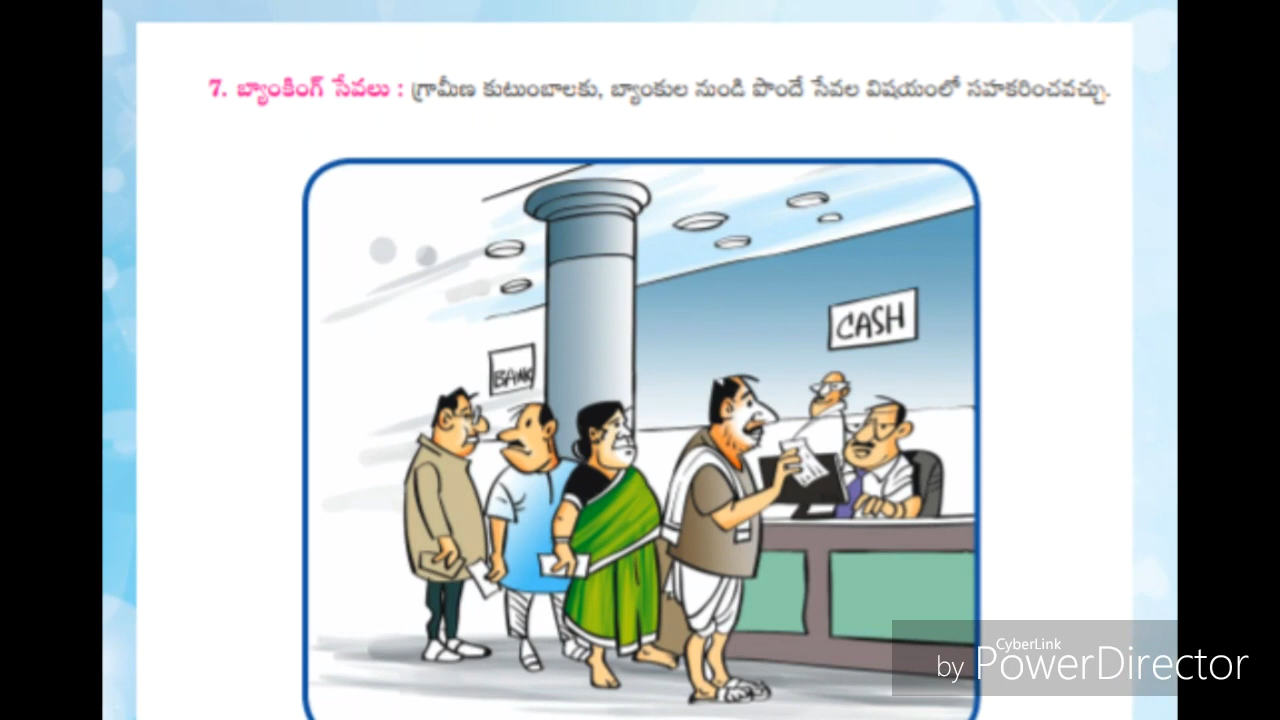 7. బ్యాంకింగ్ సేవలు : గ్రామీణ కుటుంబాలకు, బ్యాంకుల నుండి పొందే సేవల విషయంలో సహకరించవచ్చు.
CASH
BANK
CyberLink
by PowerDirector